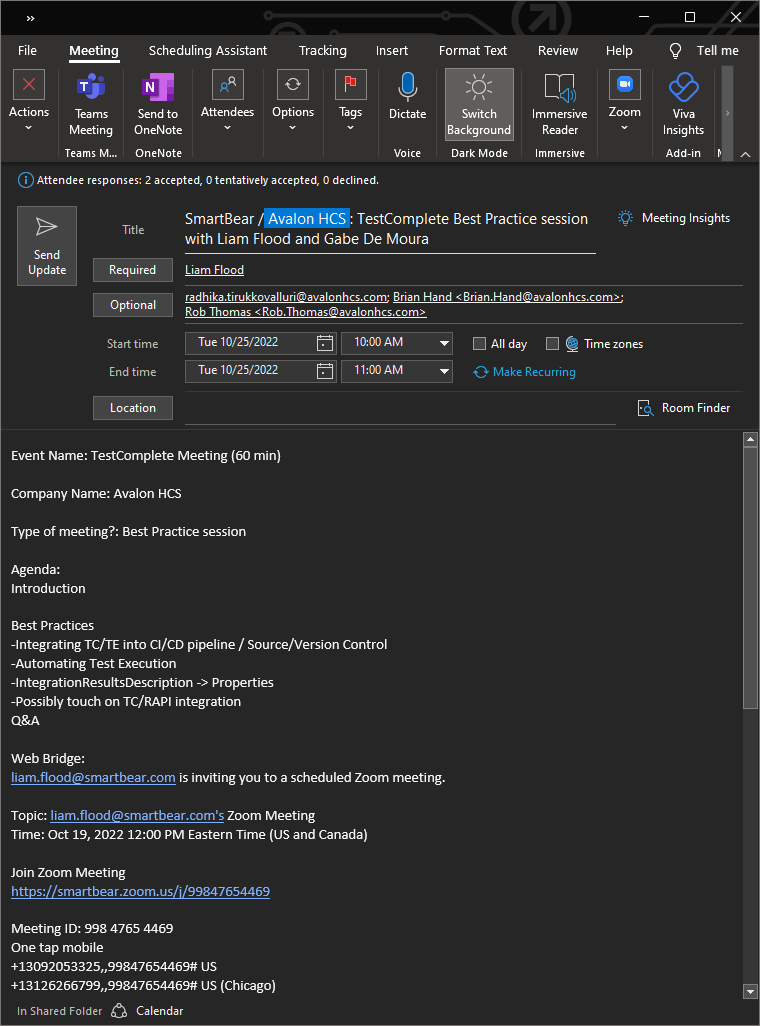 »
File Meeting Scheduling Assistant Tracking Insert Format Text Review Help Tell me
Actions
Teams Meeting
Send to OneNote
Attendees
Options
Tags
Dictate
Switch Background
Immersive Reader
Zoom
Viva Insights
Teams M... OneNote Voice Dark Mode Immersive Add-in
Attendee responses: 2 accepted, 0 tentatively accepted, 0 declined.
Send Update
Title
SmartBear / Avalon HCS : TestComplete Best Practice session
with Liam Flood and Gabe De Moura
Meeting Insights
Required Liam Flood
Optional
radhika.tirukkovalluri@avalonhcs.com; Brian Hand <Brian.Hand@avalonhcs.com>;
Rob Thomas <Rob.Thomas@avalonhcs.com>
Start time Tue 10/25/2022 10:00 AM All day Time zones
End time Tue 10/25/2022 11:00 AM Make Recurring
Location Room Finder
Event Name: TestComplete Meeting (60 min)
Company Name: Avalon HCS
Type of meeting?: Best Practice session
Agenda:
Introduction
Best Practices
-Integrating TC/TE into CI/CD pipeline / Source/Version Control
-Automating Test Execution
-IntegrationResultsDescription -> Properties
-Possibly touch on TC/RAPI integration
Q&A
Web Bridge:
liam.flood@smartbear.com is inviting you to a scheduled Zoom meeting.
Topic: liam.flood@smartbear.com's Zoom Meeting
Time: Oct 19, 2022 12:00 PM Eastern Time (US and Canada)
Join Zoom Meeting
https://smartbear.zoom.us/j/99847654469
Meeting ID: 998 4765 4469
One tap mobile
+13092053325,,99847654469# US
+13126266799,,99847654469# US (Chicago)
In Shared Folder Calendar